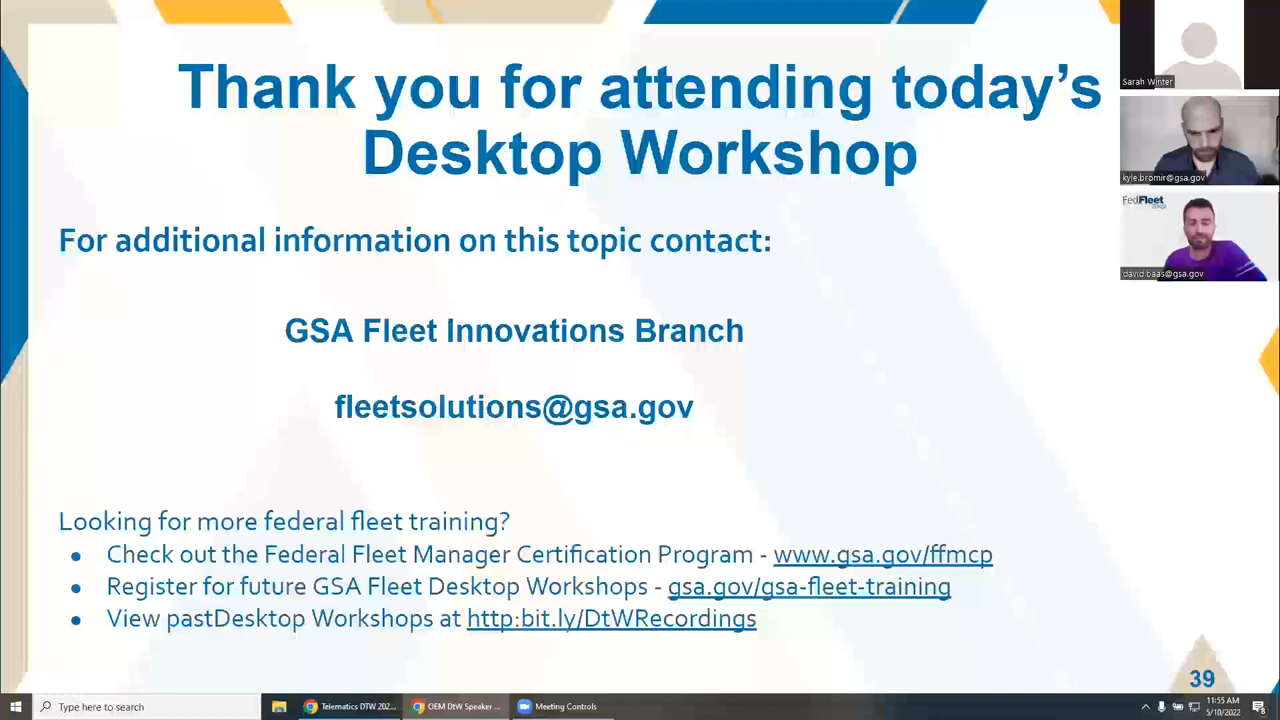 Thank you for attending today’s
Desktop Workshop
For additional information on this topic contact:
GSA Fleet Innovations Branch
fleetsolutions@gsa.gov
Looking for more federal fleet training?
● Check out the Federal Fleet Manager Certification Program - www.gsa.gov/ffmcp
● Register for future GSA Fleet Desktop Workshops - gsa.gov/gsa-fleet-training
● View pastDesktop Workshops at http:bit.ly/DtWRecordings
39
Sarah Winter
kyle.bromir@gsa.gov
FedFleet
david.baas@gsa.gov
Type here to search
Telematics DTW 202...
OEM DtW Speaker ...
Meeting Controls
11:55 AM
5/10/2022